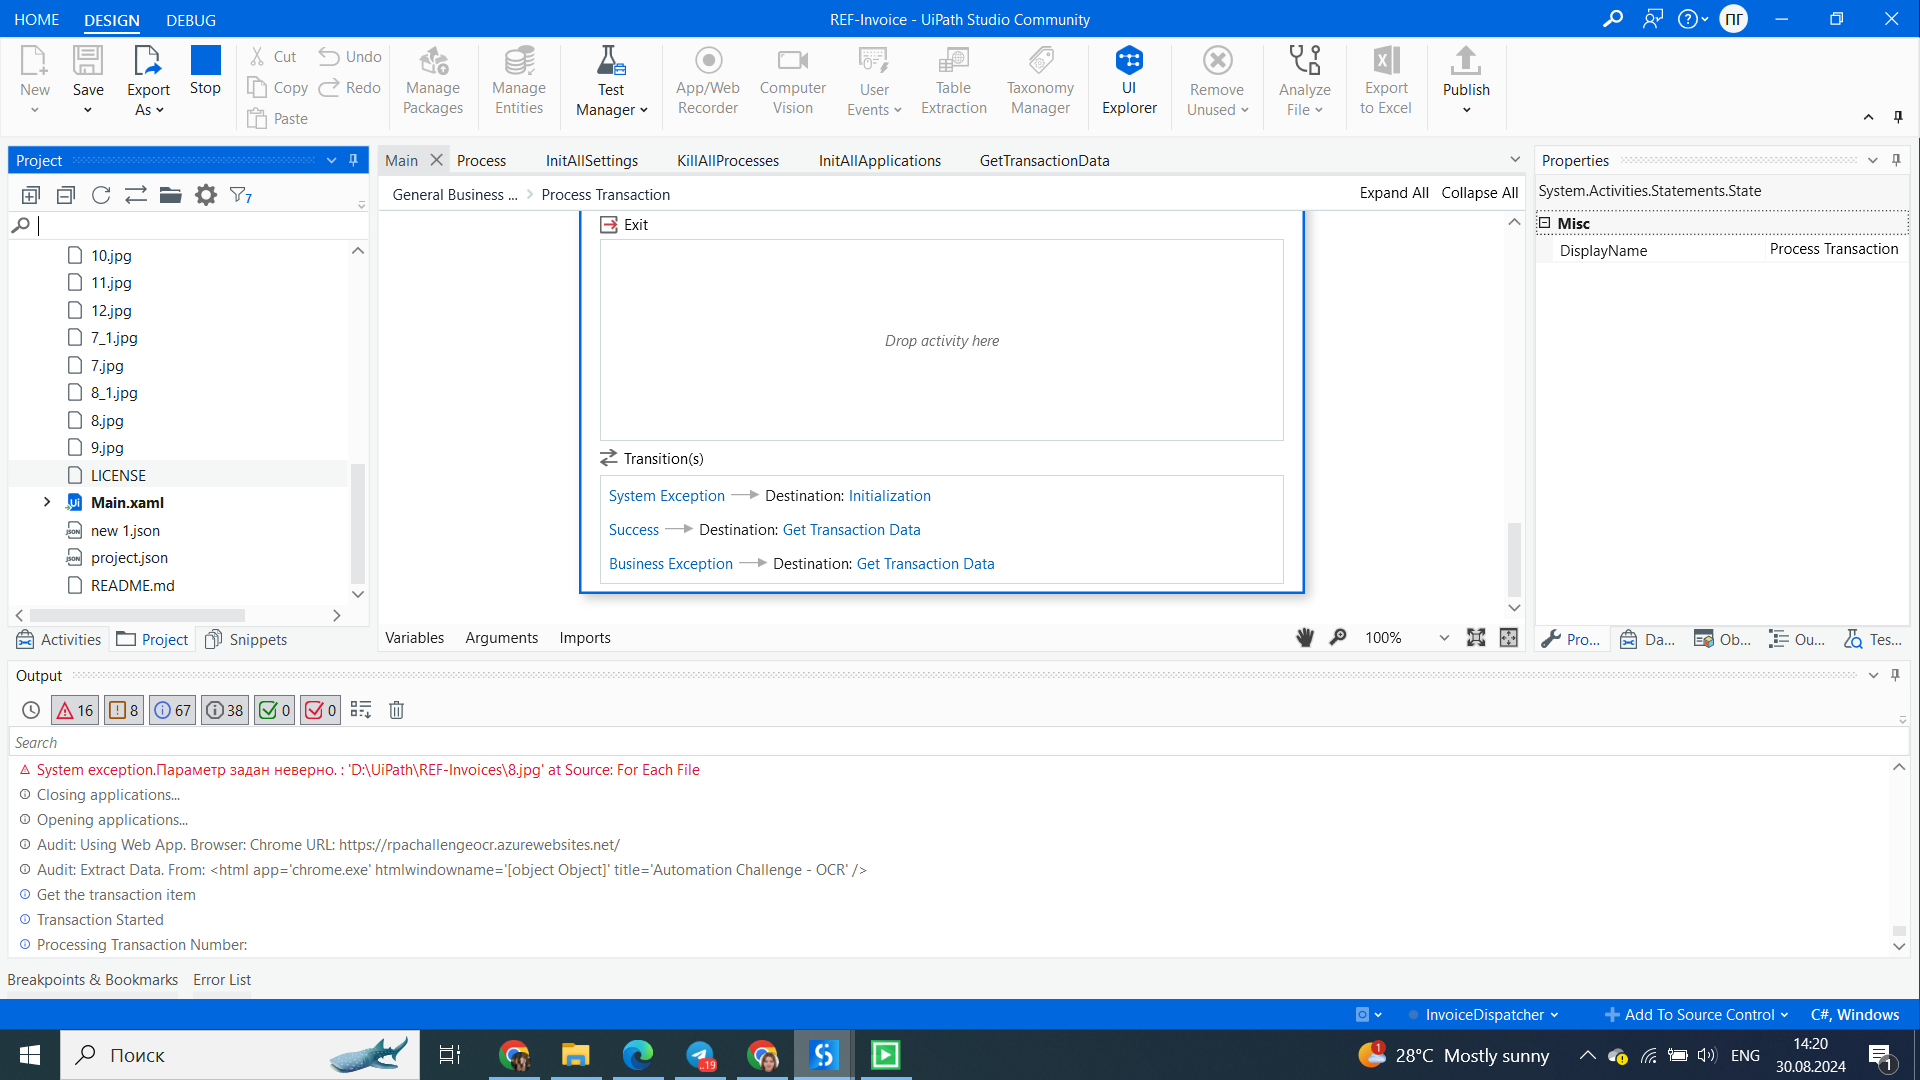 HOME DESIGN DEBUG
REF-Invoice - UiPath Studio Community
ПГ
New
Save
Export As
Stop
Cut
Copy
Paste
Undo
Redo
Manage Packages
Manage Entities
Test Manager
App/Web Recorder
Computer Vision
User Events
Table Extraction
Taxonomy Manager
UI Explorer
Remove Unused
Analyze File
Export to Excel
Publish
Project
7
10.jpg
11.jpg
12.jpg
7_1.jpg
7.jpg
8_1.jpg
8.jpg
9.jpg
LICENSE
Main.xaml
new 1.json
project.json
README.md
Activities Project Snippets
Main Process InitAllSettings KillAllProcesses InitAllApplications GetTransactionData
General Business ... Process Transaction
Expand All Collapse All
Exit
Drop activity here
Transition(s)
System Exception Destination: Initialization
Success Destination: Get Transaction Data
Business Exception Destination: Get Transaction Data
Variables Arguments Imports
100%
Properties
System.Activities.Statements.State
Misc
DisplayName Process Transaction
Pro... Da... Ob... Ou... Tes...
Output
16 8 67 38 0 0
Search
System exception.Параметр задан неверно. : 'D:\UiPath\REF-Invoices\8.jpg' at Source: For Each File
Closing applications...
Opening applications...
Audit: Using Web App. Browser: Chrome URL: https://rpachallengeocr.azurewebsites.net/
Audit: Extract Data. From: <html app='chrome.exe' htmlwindowname='[object Object]' title='Automation Challenge - OCR' />
Get the transaction item
Transaction Started
Processing Transaction Number:
Breakpoints & Bookmarks Error List
InvoiceDispatcher Add To Source Control C#, Windows
Поиск
..19
1
28°C Mostly sunny
ENG
14:20
30.08.2024
1